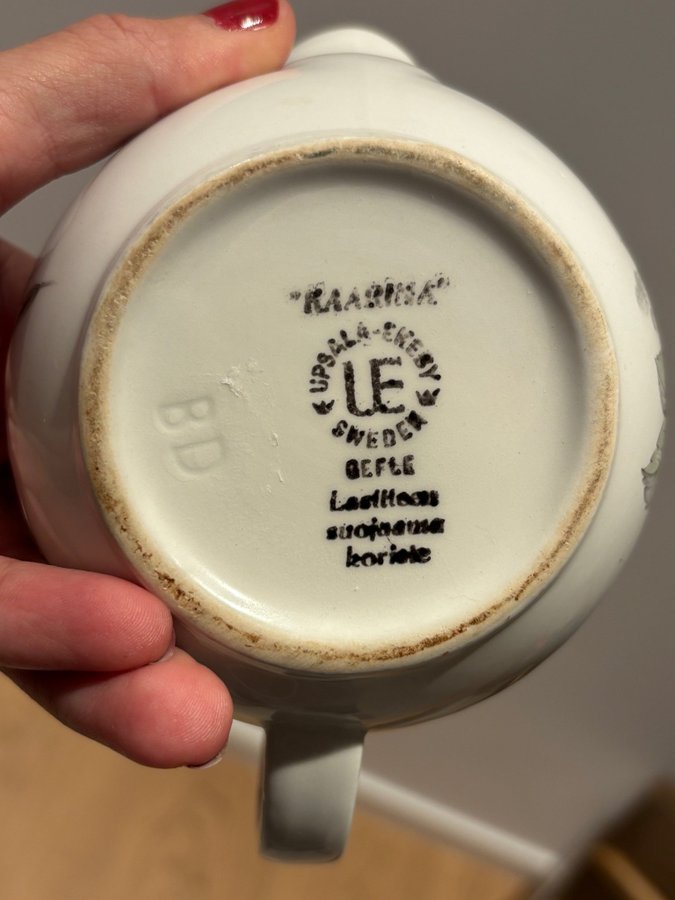 "KAARINA"
UPSALA-EKEBY
UE
SWEDEN
GEFLE
Lasitteen
suojaama
koriste
BD